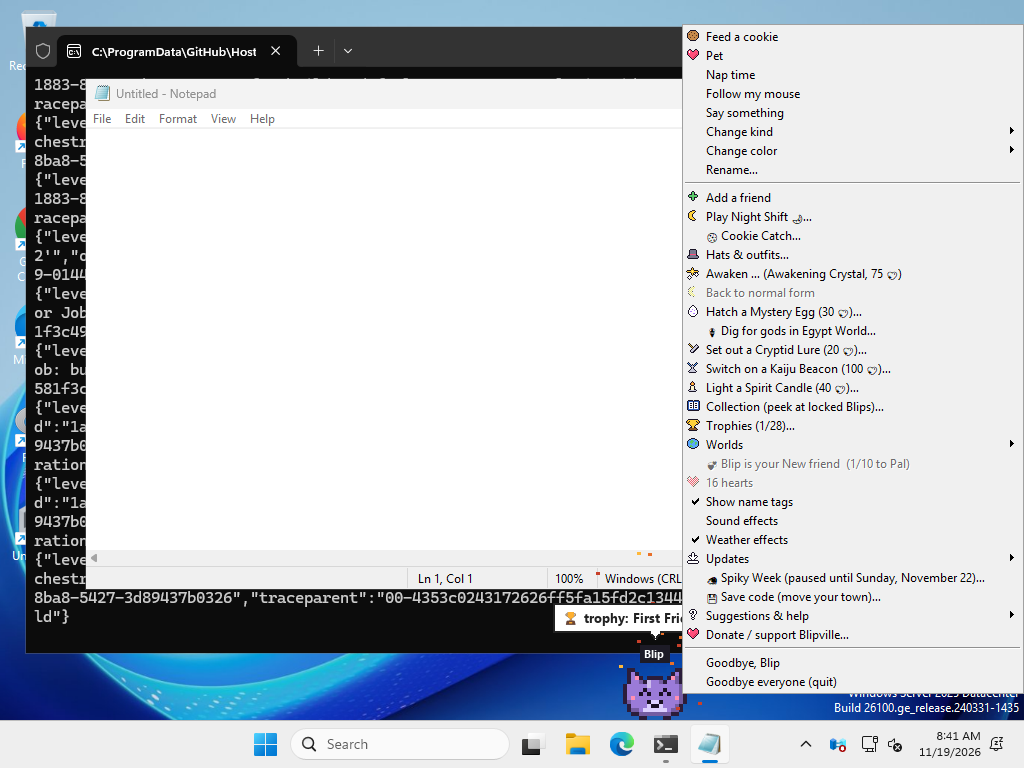 C:\ProgramData\GitHub\Host
Untitled - Notepad
File Edit Format View Help
1883-8
racepa
{"leve
chestr
8ba8-5
{"leve
1883-8
racepa
{"leve
2'","o
9-0144
{"leve
or Job
1f3c49
{"leve
ob: bu
581f3c
{"leve
d":"1a
9437b0
ration
{"leve
d":"1a
9437b0
ration
{"leve
chestr
8ba8-5427-3d89437b0326","traceparent":"00-4353c0243172626ff5fa15fd2c1344
ld"}
Ln 1, Col 1 100% Windows (CRL
trophy: First Frie
Blip
Feed a cookie
Pet
Nap time
Follow my mouse
Say something
Change kind
Change color
Rename...
Add a friend
Play Night Shift ...
Cookie Catch...
Hats & outfits...
Awaken ... (Awakening Crystal, 75 )
Back to normal form
Hatch a Mystery Egg (30 )...
Dig for gods in Egypt World...
Set out a Cryptid Lure (20 )...
Switch on a Kaiju Beacon (100 )...
Light a Spirit Candle (40 )...
Collection (peek at locked Blips)...
Trophies (1/28)...
Worlds
Blip is your New friend (1/10 to Pal)
16 hearts
Show name tags
Sound effects
Weather effects
Updates
Spiky Week (paused until Sunday, November 22)...
Save code (move your town)...
Suggestions & help
Donate / support Blipville...
Goodbye, Blip
Goodbye everyone (quit)
Windows Server 2025 Datacenter
Build 26100.ge_release.240331-1435
Search
8:41 AM
11/19/2026